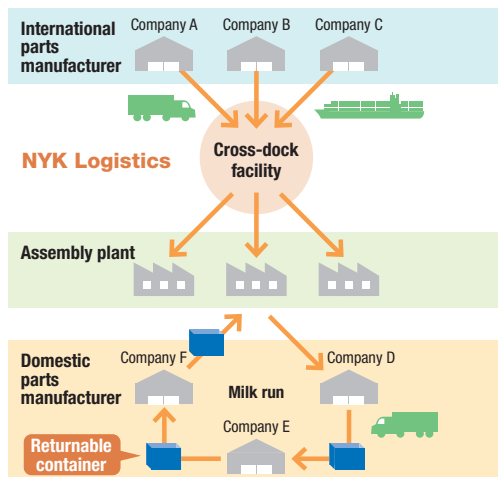 International
parts
manufacturer
Company A
Company B
Company C
NYK Logistics
Cross-dock
facility
Assembly plant
Domestic
parts
manufacturer
Company F
Company D
Milk run
Company E
Returnable
container